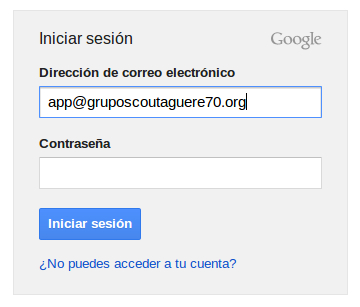 Iniciar sesión Google
Dirección de correo electrónico
app@gruposcoutaguere70.org
Contraseña
Iniciar sesión
¿No puedes acceder a tu cuenta?